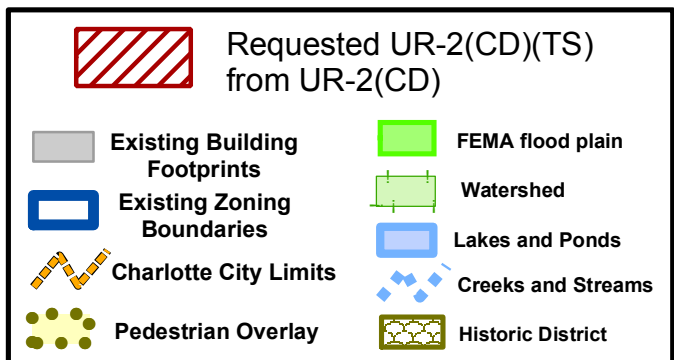 Requested UR-2(CD)(TS)
from UR-2(CD)
Existing Building
Footprints
Existing Zoning
Boundaries
Charlotte City Limits
Pedestrian Overlay
FEMA flood plain
Watershed
Lakes and Ponds
Creeks and Streams
Historic District